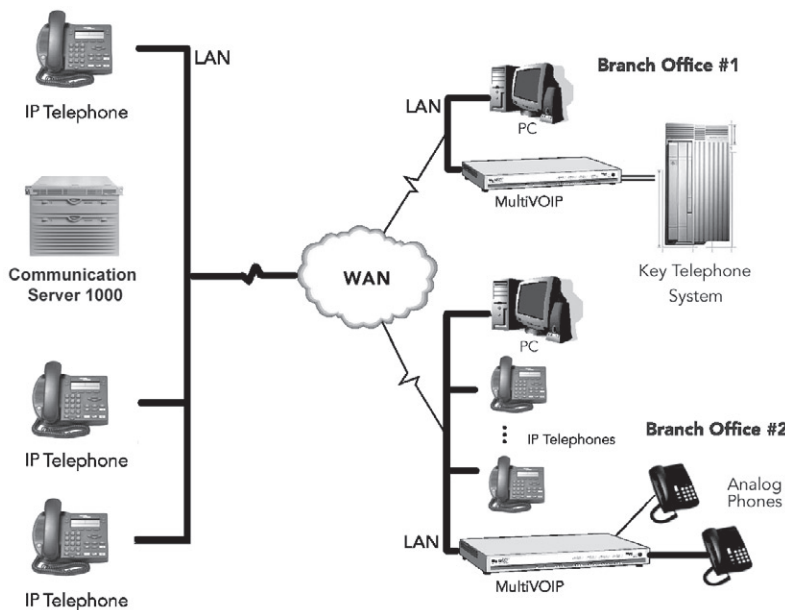 LAN
IP Telephone
Communication
Server 1000
IP Telephone
IP Telephone
WAN
Branch Office #1
LAN
PC
MultiVOIP
Key Telephone
System
PC
IP Telephones
Branch Office #2
Analog
Phones
LAN
MultiVOIP